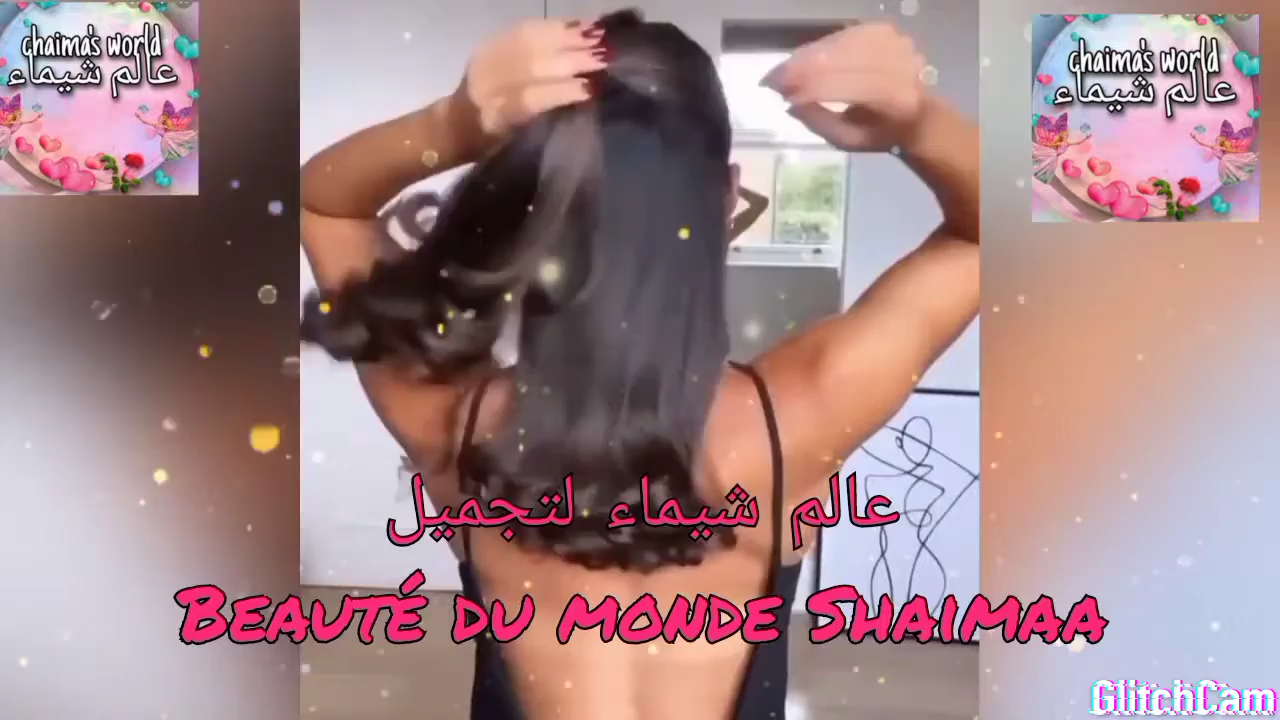 chaima's world
عالم شيماء
chaima's world
عالم شيماء
عالم شيماء لتجميل
Beauté du monde Shaimaa
GlitchCam